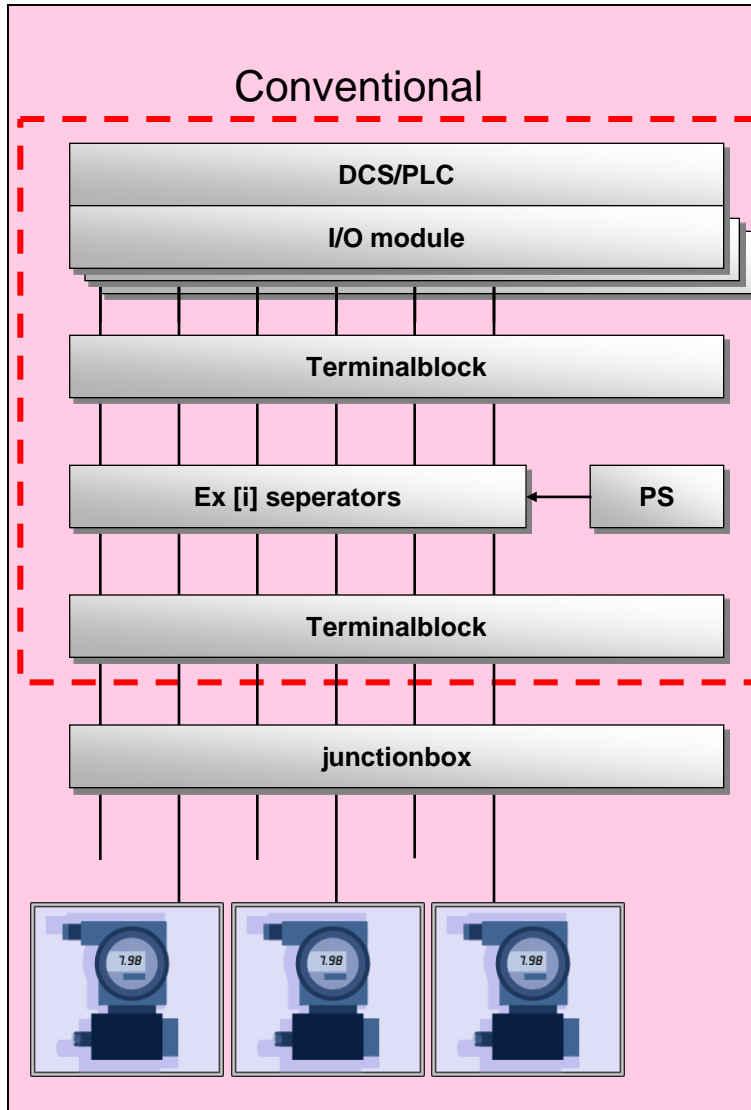 Conventional
DCS/PLC
I/O module
Terminalblock
Ex [i] seperators
PS
Terminalblock
junctionbox
7.98
7.98
7.98